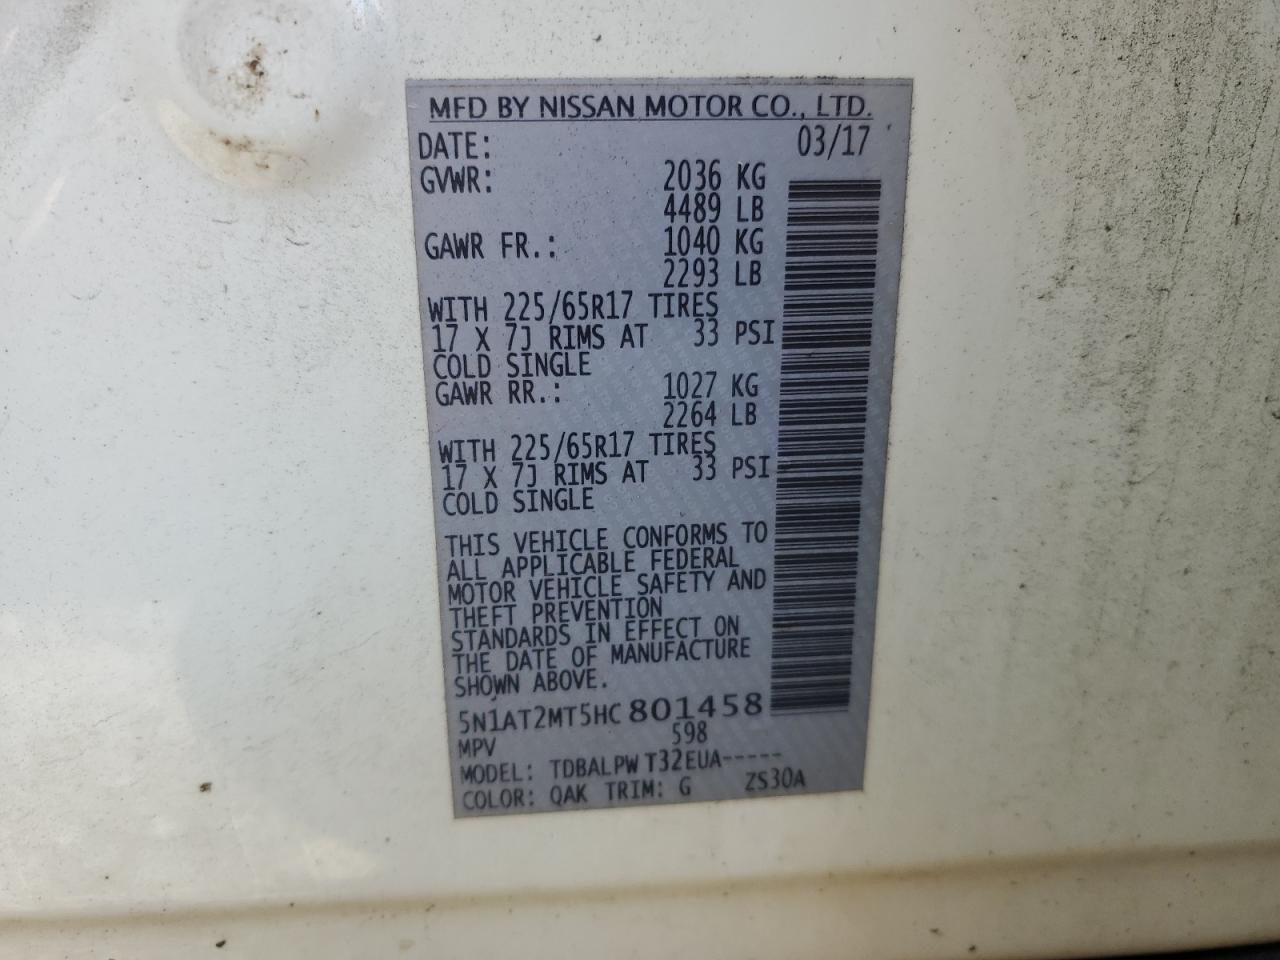 MFD BY NISSAN MOTOR CO., LTD.
DATE: 03/17
GVWR: 2036 KG
4489 LB
GAWR FR.: 1040 KG
2293 LB
WITH 225/65R17 TIRES
17 X 7J RIMS AT 33 PSI
COLD SINGLE
GAWR RR.: 1027 KG
2264 LB
WITH 225/65R17 TIRES
17 X 7J RIMS AT 33 PSI
COLD SINGLE
THIS VEHICLE CONFORMS TO
ALL APPLICABLE FEDERAL
MOTOR VEHICLE SAFETY AND
THEFT PREVENTION
STANDARDS IN EFFECT ON
THE DATE OF MANUFACTURE
SHOWN ABOVE.
5N1AT2MT5HC801458
MPV 598
MODEL: TDBALPW T32EUA-----
COLOR: QAK TRIM: G ZS30A